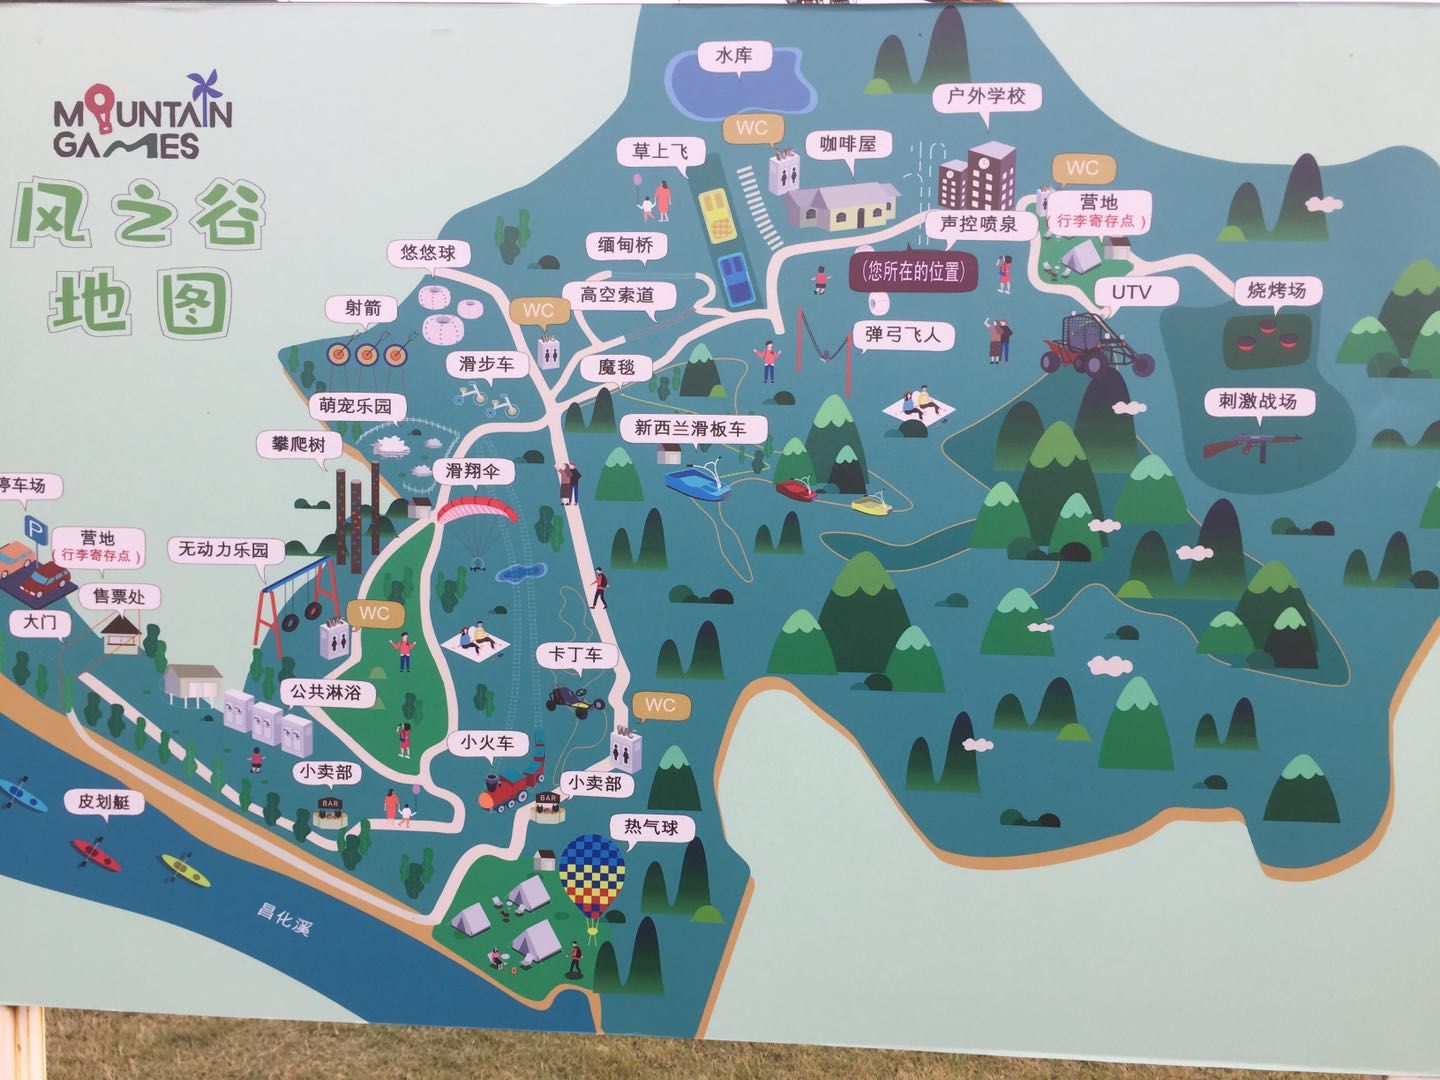 MOUNTAIN
GAMES
风之谷
地图
水库
户外学校
WC
咖啡屋
草上飞
WC
营地
(行李寄存点)
声控喷泉
(您所在的位置)
缅甸桥
悠悠球
高空索道
UTV
烧烤场
射箭
WC
弹弓飞人
滑步车
魔毯
萌宠乐园
刺激战场
新西兰滑板车
攀爬树
滑翔伞
停车场
P
营地
(行李寄存点)
无动力乐园
售票处
大门
WC
卡丁车
公共淋浴
WC
小火车
小卖部
BAR
小卖部
BAR
皮划艇
热气球
昌化溪